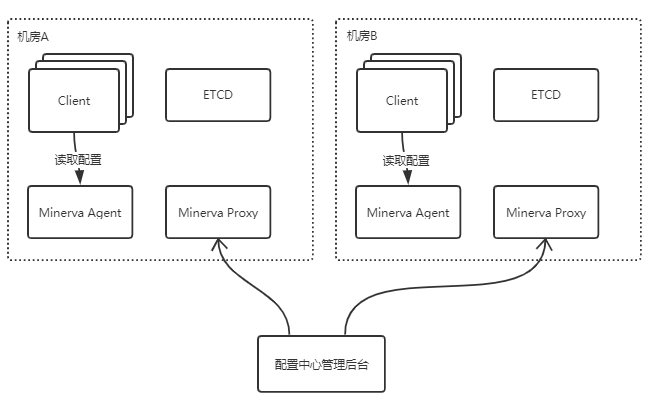 机房A
Client
ETCD
读取配置
Minerva Agent
Minerva Proxy
机房B
Client
ETCD
读取配置
Minerva Agent
Minerva Proxy
配置中心管理后台